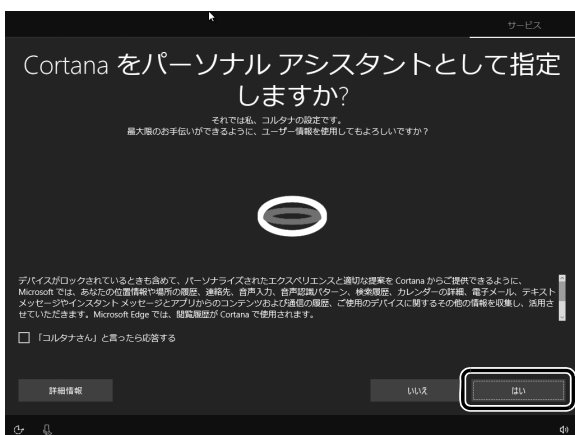 サービス
Cortana をパーソナル アシスタントとして指定
しますか?
それでは私、コルタナの設定です。
最大限のお手伝いができるように、ユーザー情報を使用してもよろしいですか?
デバイスがロックされているときも含めて、パーソナライズされたエクスペリエンスと適切な提案を Cortana からご提供できるように、
Microsoft では、あなたの位置情報や場所の履歴、連絡先、音声入力、音声認識パターン、検索履歴、カレンダーの詳細、電子メール、テキスト
メッセージやインスタント メッセージとアプリからのコンテンツおよび通信の履歴、ご使用のデバイスに関するその他の情報を収集し、活用さ
せていただきます。Microsoft Edge では、閲覧履歴が Cortana で使用されます。
「コルタナさん」と言ったら応答する
詳細情報
いいえ
はい